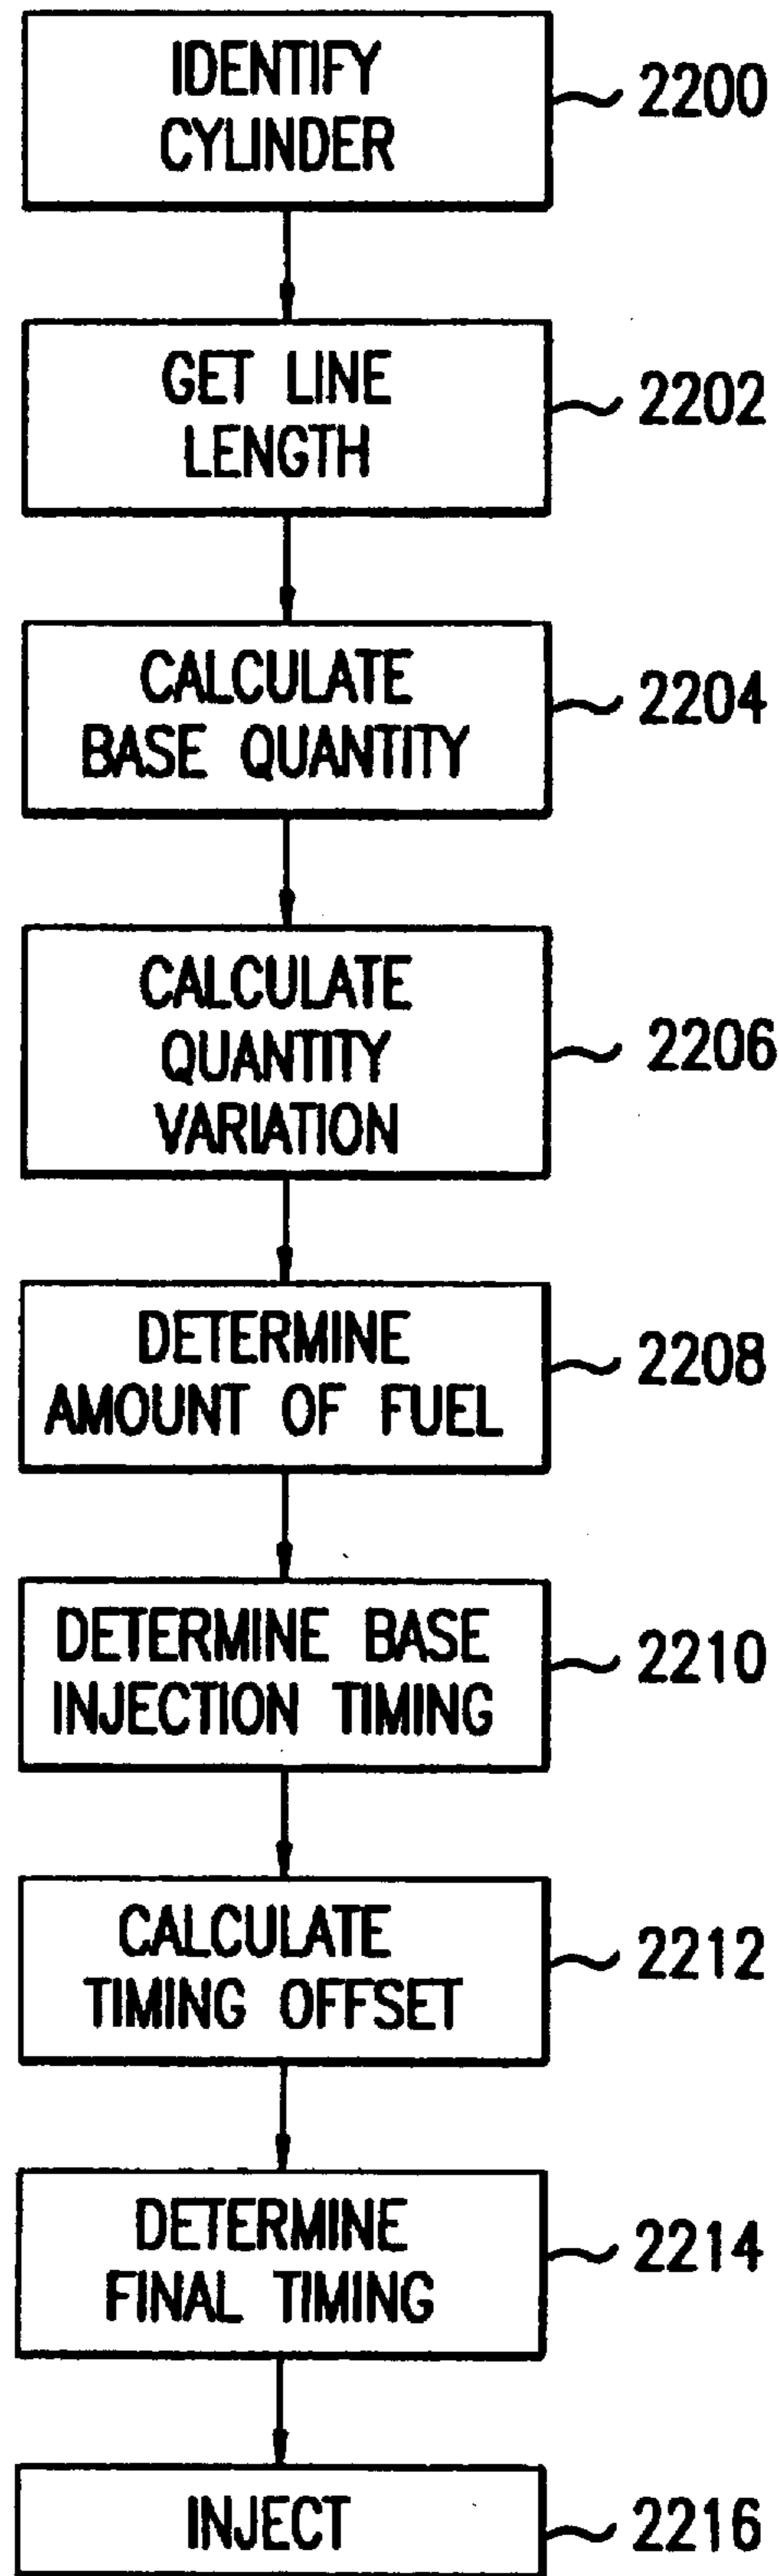 IDENTIFY
CYLINDER
2200
GET LINE
LENGTH
2202
CALCULATE
BASE QUANTITY
2204
CALCULATE
QUANTITY
VARIATION
2206
DETERMINE
AMOUNT OF FUEL
2208
DETERMINE BASE
INJECTION TIMING
2210
CALCULATE
TIMING OFFSET
2212
DETERMINE
FINAL TIMING
2214
INJECT
2216